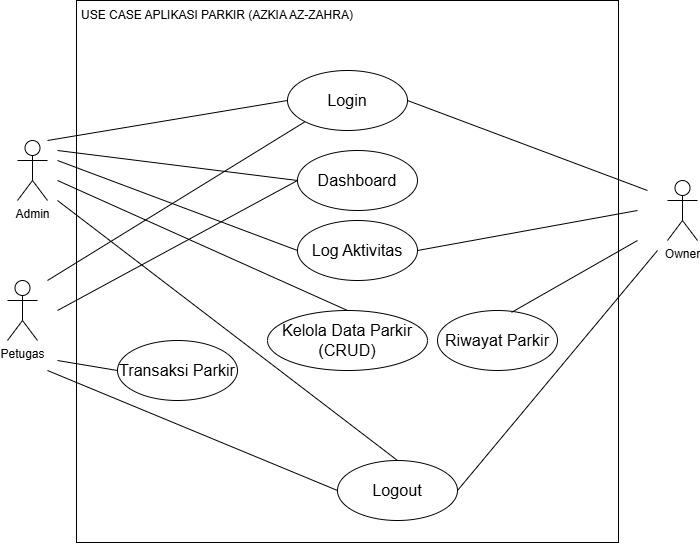 USE CASE APLIKASI PARKIR (AZKIA AZ-ZAHRA)
Login
Dashboard
Admin
Log Aktivitas
Owner
Kelola Data Parkir
(CRUD)
Riwayat Parkir
Petugas
Transaksi Parkir
Logout